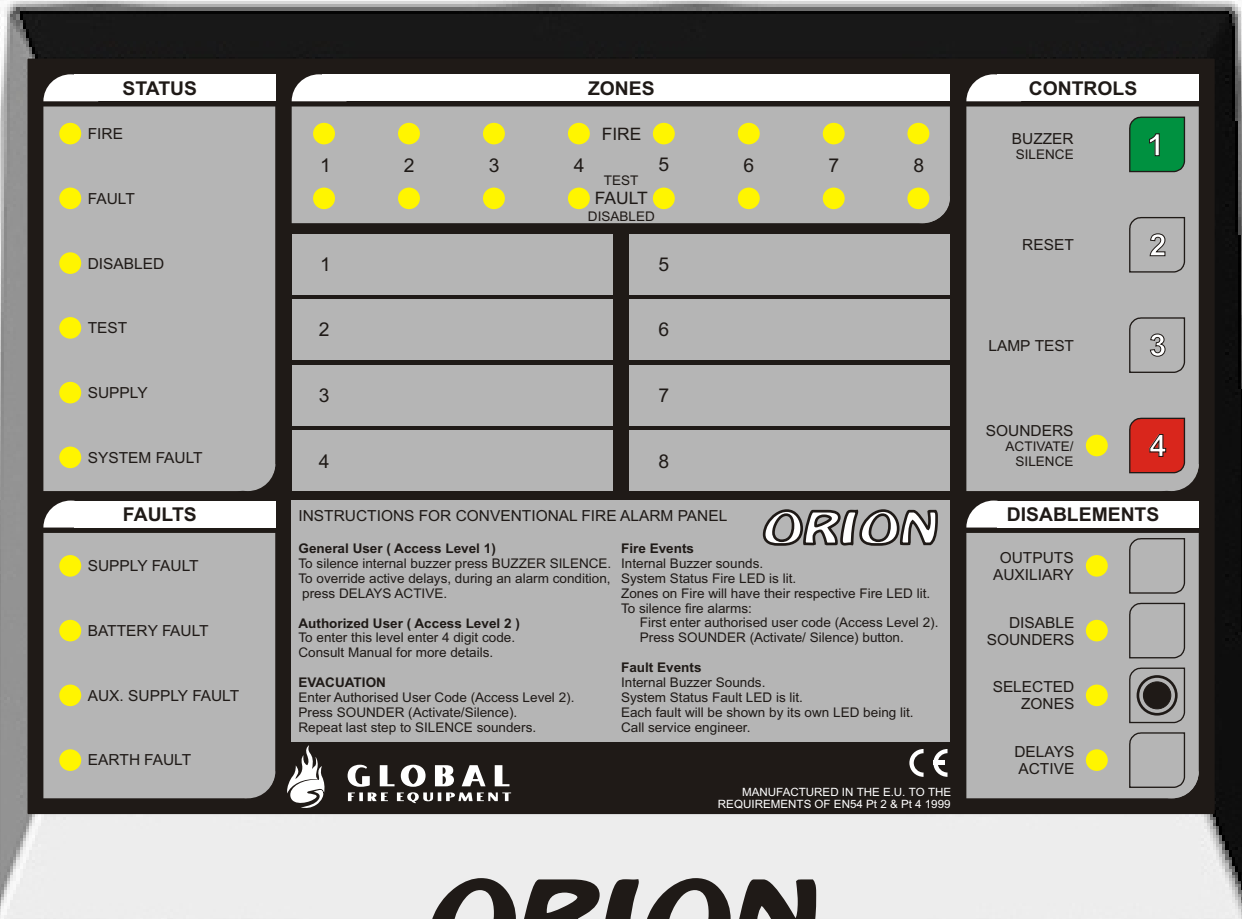 STATUS
FIRE
FAULT
DISABLED
TEST
SUPPLY
SYSTEM FAULT
FAULTS
SUPPLY FAULT
BATTERY FAULT
AUX. SUPPLY FAULT
EARTH FAULT
ZONES
FIRE
1 2 3 4 5 6 7 8
TEST
FAULT
DISABLED
1
2
3
4
5
6
7
8
INSTRUCTIONS FOR CONVENTIONAL FIRE ALARM PANEL
ORION
General User ( Access Level 1)
To silence internal buzzer press BUZZER SILENCE.
To override active delays, during an alarm condition,
press DELAYS ACTIVE.
Authorized User ( Access Level 2 )
To enter this level enter 4 digit code.
Consult Manual for more details.
EVACUATION
Enter Authorised User Code (Access Level 2).
Press SOUNDER (Activate/Silence).
Repeat last step to SILENCE sounders.
Fire Events
Internal Buzzer sounds.
System Status Fire LED is lit.
Zones on Fire will have their respective Fire LED lit.
To silence fire alarms:
First enter authorised user code (Access Level 2).
Press SOUNDER (Activate/ Silence) button.
Fault Events
Internal Buzzer Sounds.
System Status Fault LED is lit.
Each fault will be shown by its own LED being lit.
Call service engineer.
GLOBAL
FIRE EQUIPMENT
CE
MANUFACTURED IN THE E.U. TO THE
REQUIREMENTS OF EN54 Pt 2 & Pt 4 1999
CONTROLS
BUZZER
SILENCE
1
RESET
2
LAMP TEST
3
SOUNDERS
ACTIVATE/
SILENCE
4
DISABLEMENTS
OUTPUTS
AUXILIARY
DISABLE
SOUNDERS
SELECTED
ZONES
DELAYS
ACTIVE
ORION